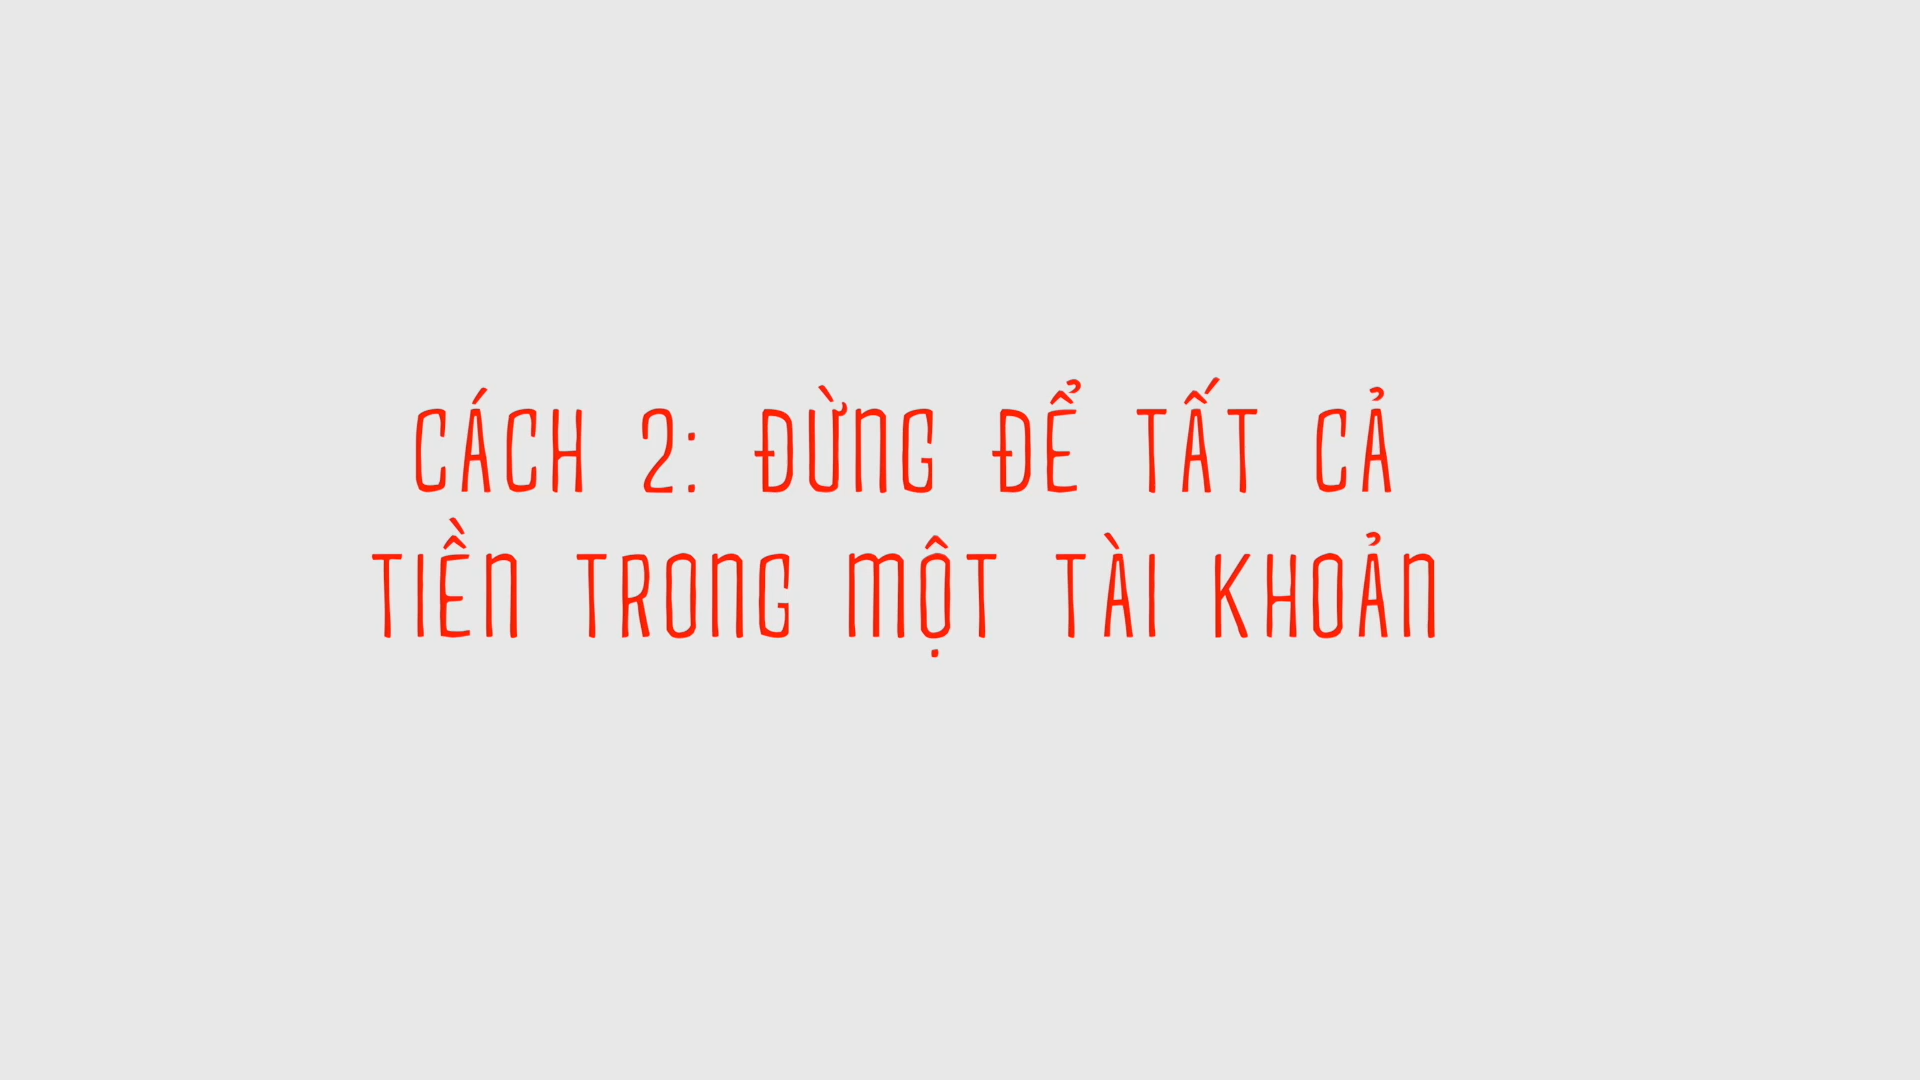 CÁCH 2: ĐỪNG ĐỂ TẤT CẢ
TIỀN TRONG MỘT TÀI KHOẢN